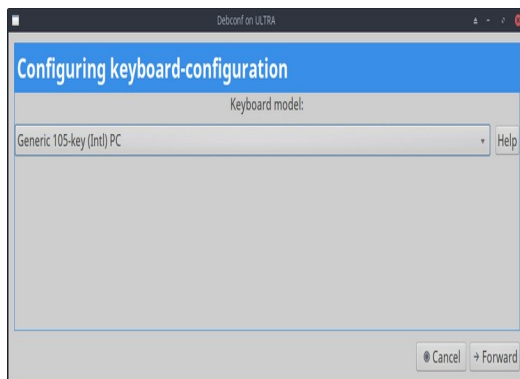 Debconf on ULTRA
Configuring keyboard-configuration
Keyboard model:
Generic 105-key (Intl) PC
Help
Cancel
Forward